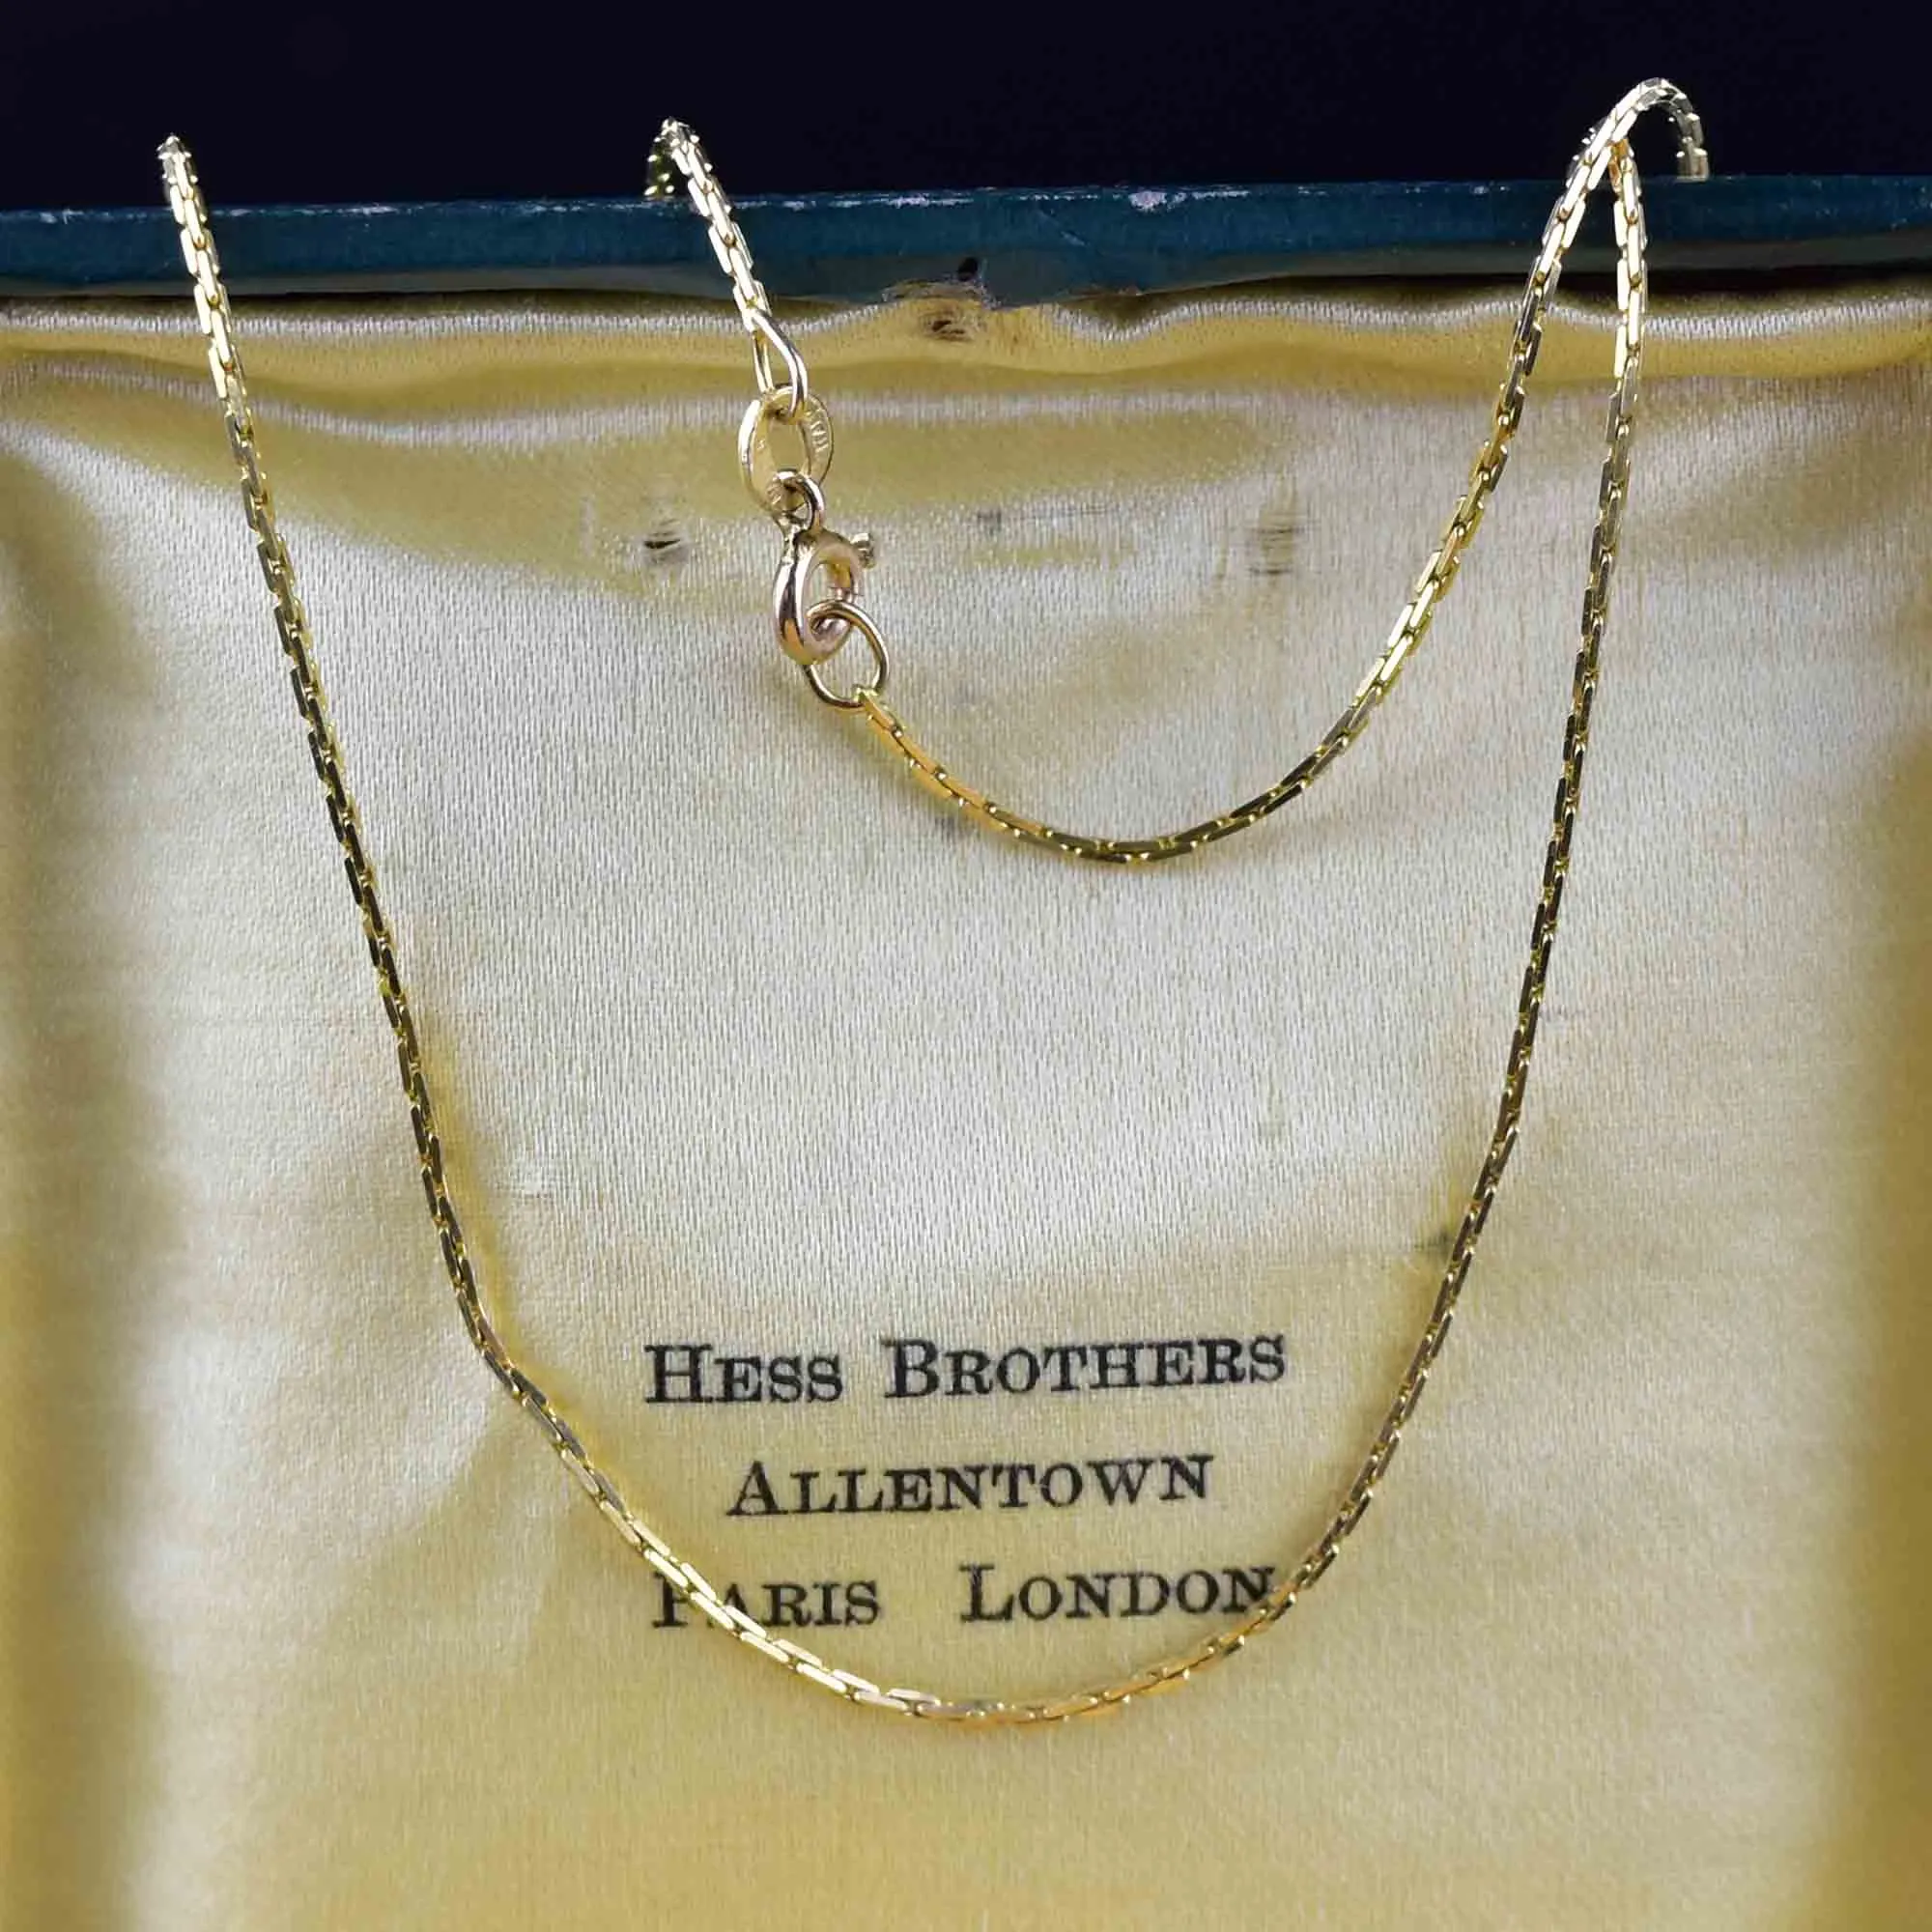 Hess Brothers
Allentown
Paris London